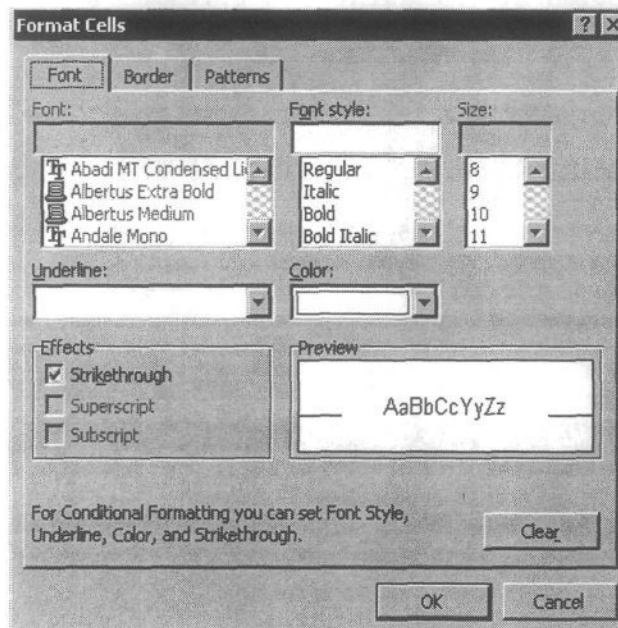 Format Cells
Font Border Patterns
Font: Font style: Size:
Abadi MT Condensed Li Regular 8
Albertus Extra Bold Italic 9
Albertus Medium Bold 10
Andale Mono Bold Italic 11
Underline: Color:
Effects Preview
Strikethrough
Superscript AaBbCcYyZz
Subscript
For Conditional Formatting you can set Font Style,
Underline, Color, and Strikethrough.
Clear
OK Cancel